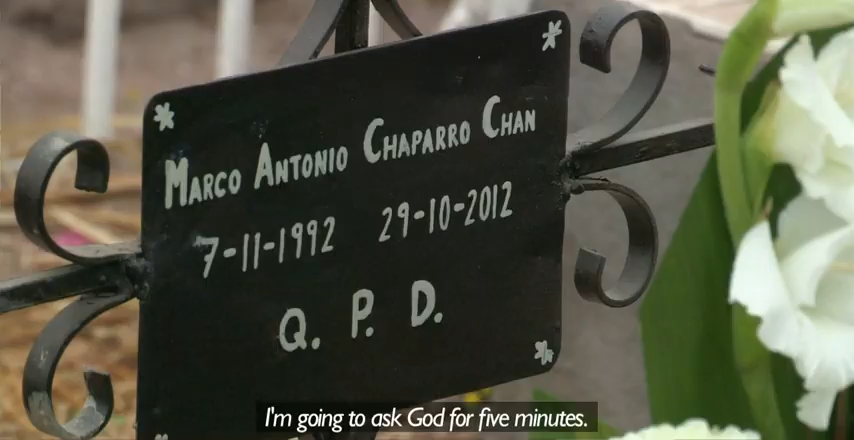 Marco Antonio Chaparro Chan
7-11-1992 29-10-2012
Q. P. D.
I'm going to ask God for five minutes.